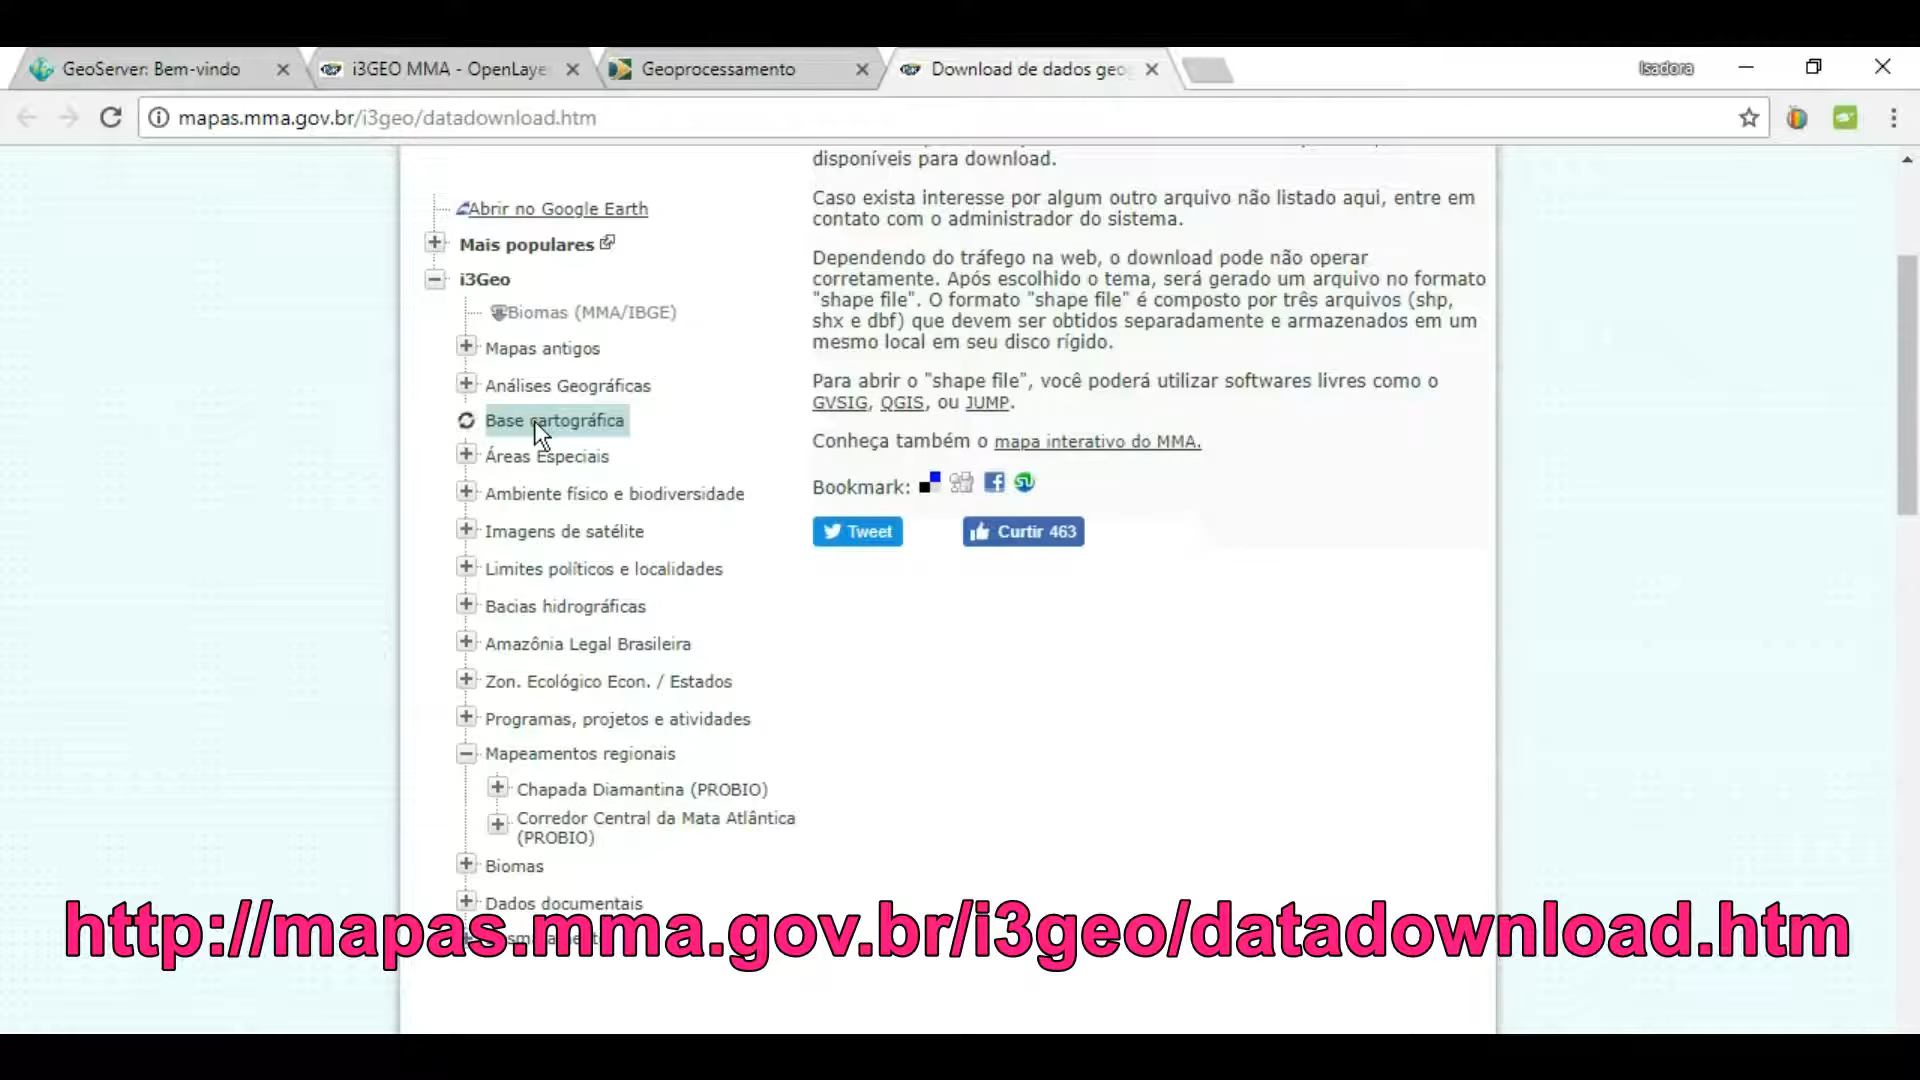 GeoServer: Bem-vindo
i3GEO MMA - OpenLaye
Geoprocessamento
Download de dados geo
Isadora
mapas.mma.gov.br/i3geo/datadownload.htm
Abrir no Google Earth
Mais populares
i3Geo
Biomas (MMA/IBGE)
Mapas antigos
Análises Geográficas
Base cartográfica
Áreas Especiais
Ambiente físico e biodiversidade
Imagens de satélite
Limites políticos e localidades
Bacias hidrográficas
Amazônia Legal Brasileira
Zon. Ecológico Econ. / Estados
Programas, projetos e atividades
Mapeamentos regionais
Chapada Diamantina (PROBIO)
Corredor Central da Mata Atlântica
(PROBIO)
Biomas
Dados documentais
disponíveis para download.
Caso exista interesse por algum outro arquivo não listado aqui, entre em
contato com o administrador do sistema.
Dependendo do tráfego na web, o download pode não operar
corretamente. Após escolhido o tema, será gerado um arquivo no formato
"shape file". O formato "shape file" é composto por três arquivos (shp,
shx e dbf) que devem ser obtidos separadamente e armazenados em um
mesmo local em seu disco rígido.
Para abrir o "shape file", você poderá utilizar softwares livres como o
GVSIG, QGIS, ou JUMP.
Conheça também o mapa interativo do MMA.
Bookmark:
Tweet
Curtir 463
http://mapas.mma.gov.br/i3geo/datadownload.htm